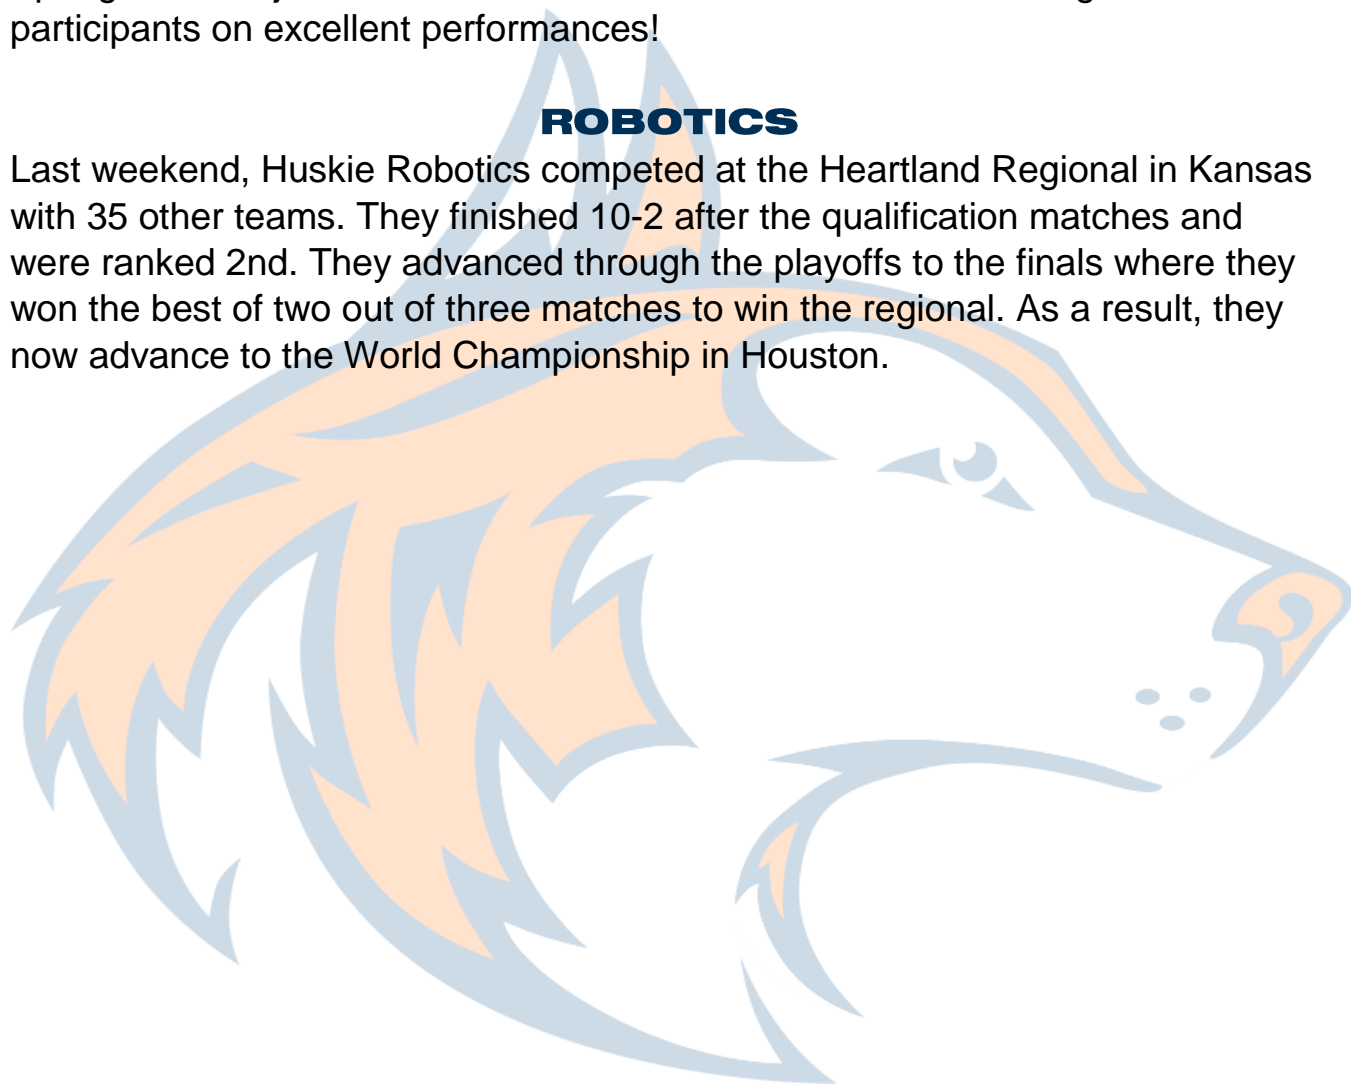 participants on excellent performances!
ROBOTICS
Last weekend, Huskie Robotics competed at the Heartland Regional in Kansas
with 35 other teams. They finished 10-2 after the qualification matches and
were ranked 2nd. They advanced through the playoffs to the finals where they
won the best of two out of three matches to win the regional. As a result, they
now advance to the World Championship in Houston.